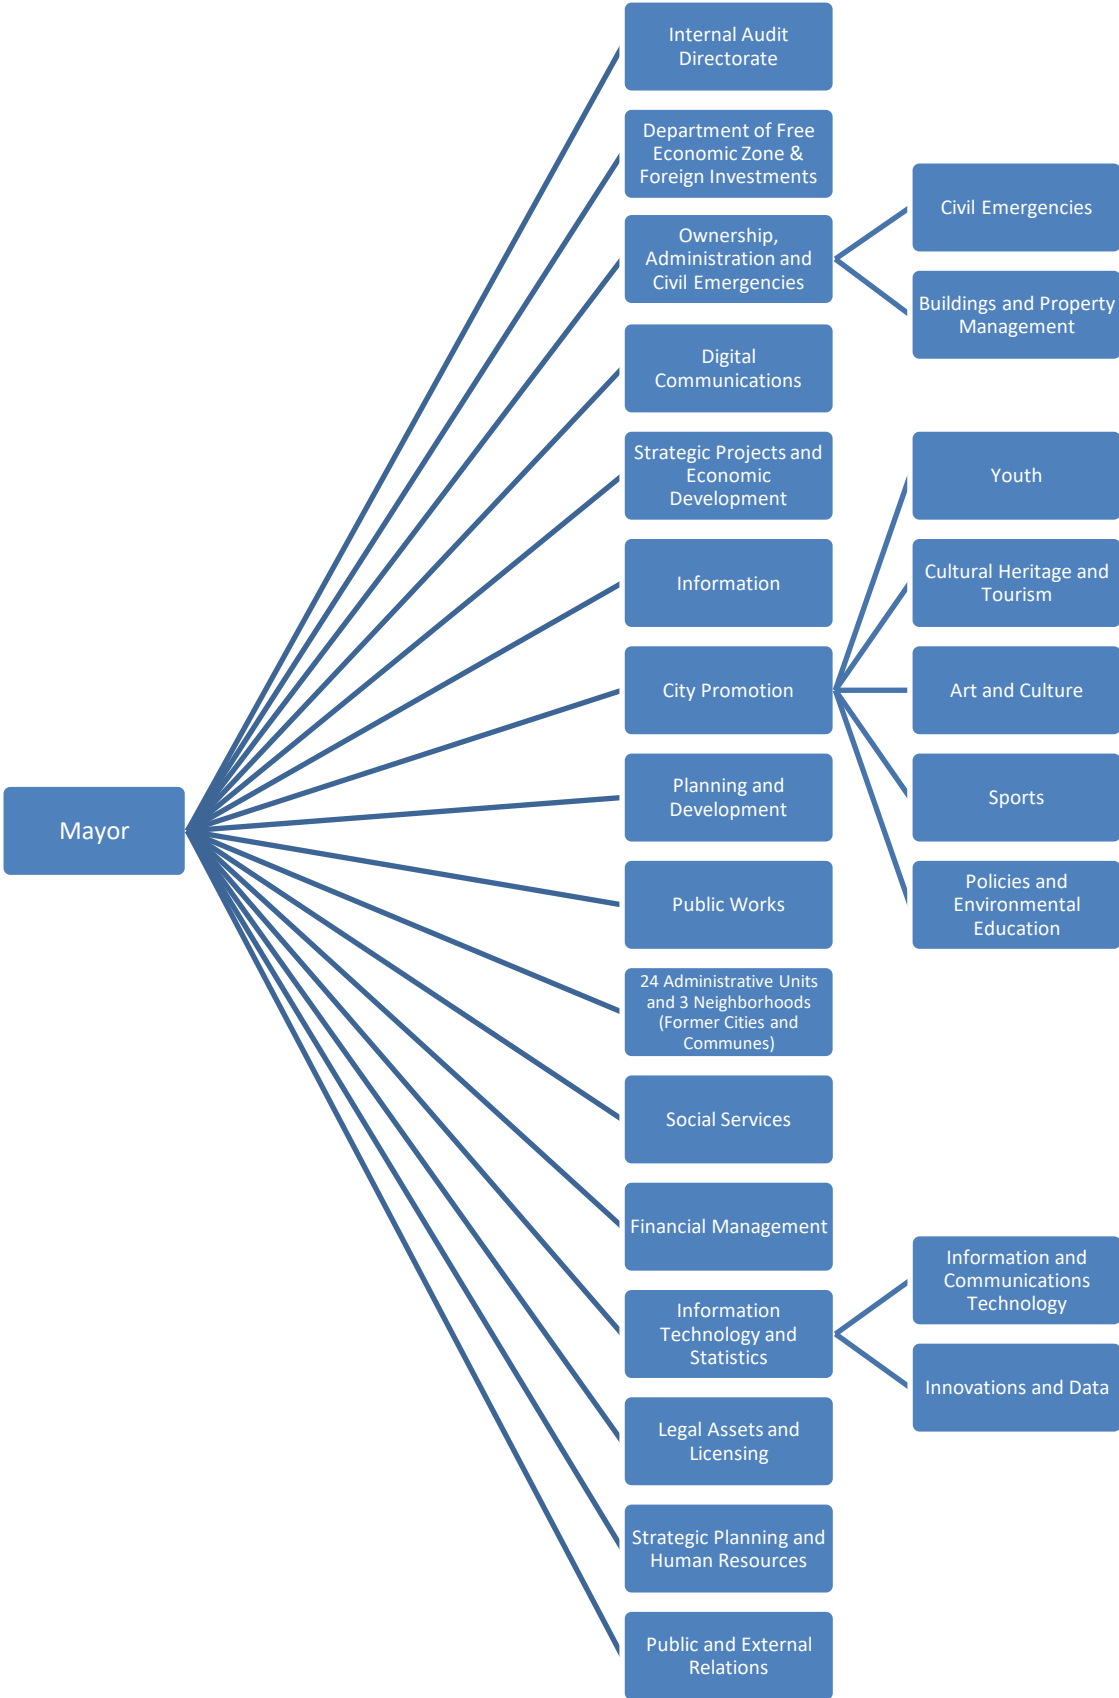 Mayor
Internal Audit
Directorate
Department of Free
Economic Zone &
Foreign Investments
Ownership,
Administration and
Civil Emergencies
Civil Emergencies
Buildings and Property
Management
Digital
Communications
Strategic Projects and
Economic
Development
Information
City Promotion
Youth
Cultural Heritage and
Tourism
Art and Culture
Sports
Policies and
Environmental
Education
Planning and
Development
Public Works
24 Administrative Units
and 3 Neighborhoods
(Former Cities and
Communes)
Social Services
Financial Management
Information
Technology and
Statistics
Information and
Communications
Technology
Innovations and Data
Legal Assets and
Licensing
Strategic Planning and
Human Resources
Public and External
Relations